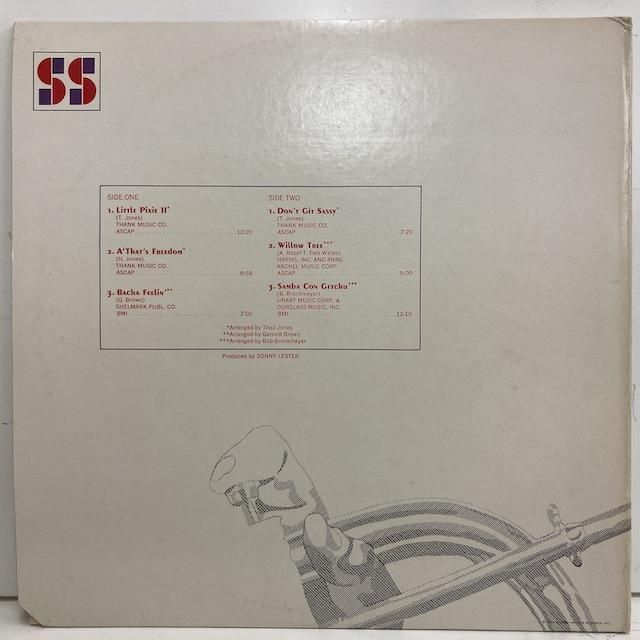 SS
SIDE ONE
1. Little Pixie II*
(T. Jones)
THANK MUSIC CO.
ASCAP 10:20
2. A'That's Freedom*
(H. Jones)
THANK MUSIC CO.
ASCAP 6:58
3. Bacha Feelin'**
(G. Brown)
SHELMARK PUBL. CO.
BMI 7:05
SIDE TWO
1. Don't Git Sassy*
(T. Jones)
THANK MUSIC CO.
ASCAP 7:20
2. Willow Tree***
(A. Razaf-T. Fats Waller)
HARMS, INC. AND ANNE
RACHEL MUSIC CORP.
ASCAP 5:00
3. Samba Con Getchu***
(B. Brookmeyer)
UNART MUSIC CORP. &
OURGLASS MUSIC, INC.
BMI 12:10
*Arranged by Thad Jones
**Arranged by Garnett Brown
***Arranged by Bob Brookmeyer
Produced by SONNY LESTER